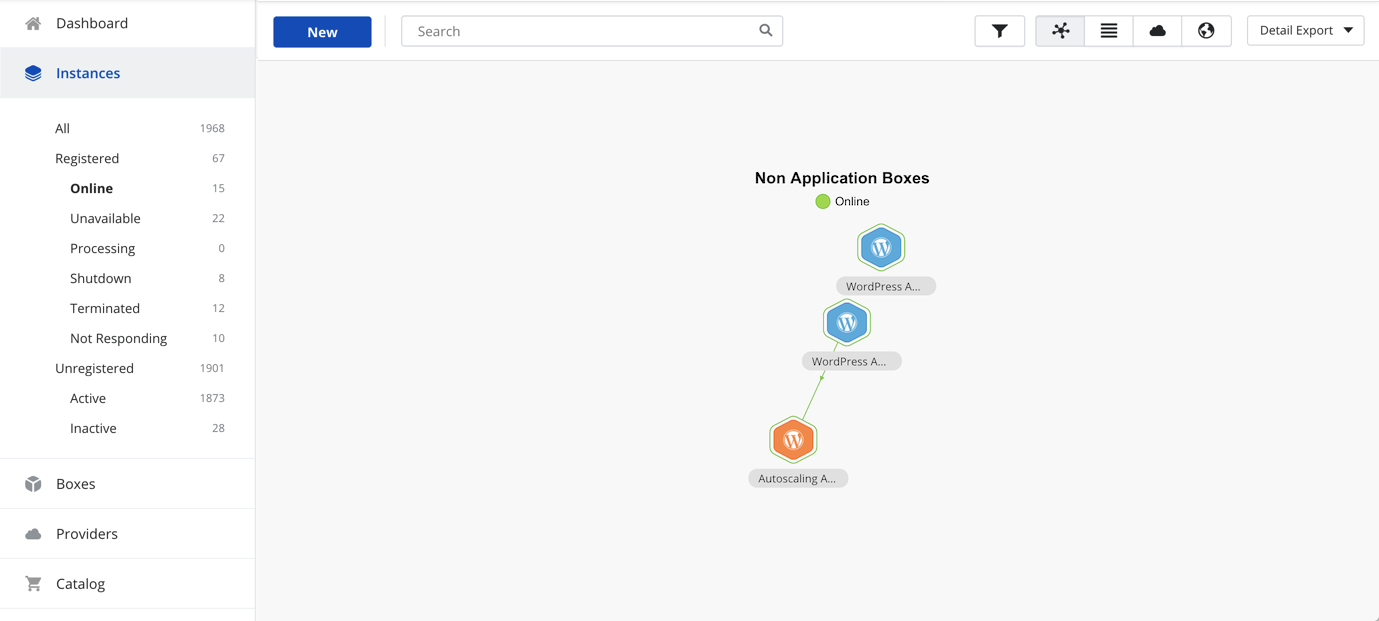 Dashboard
Instances
All 1968
Registered 67
Online 15
Unavailable 22
Processing 0
Shutdown 8
Terminated 12
Not Responding 10
Unregistered 1901
Active 1873
Inactive 28
Boxes
Providers
Catalog
New
Search
Detail Export
Non Application Boxes
Online
WordPress A...
WordPress A...
Autoscaling A...